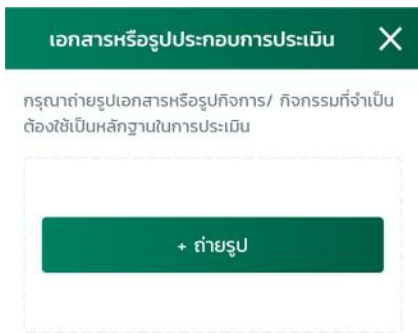 เอกสารหรือรูปประกอบการประเมิน
กรุณาถ่ายรูปเอกสารหรือรูปกิจการ/ กิจกรรมที่จำเป็น
ต้องใช้เป็นหลักฐานในการประเมิน
+ ถ่ายรูป